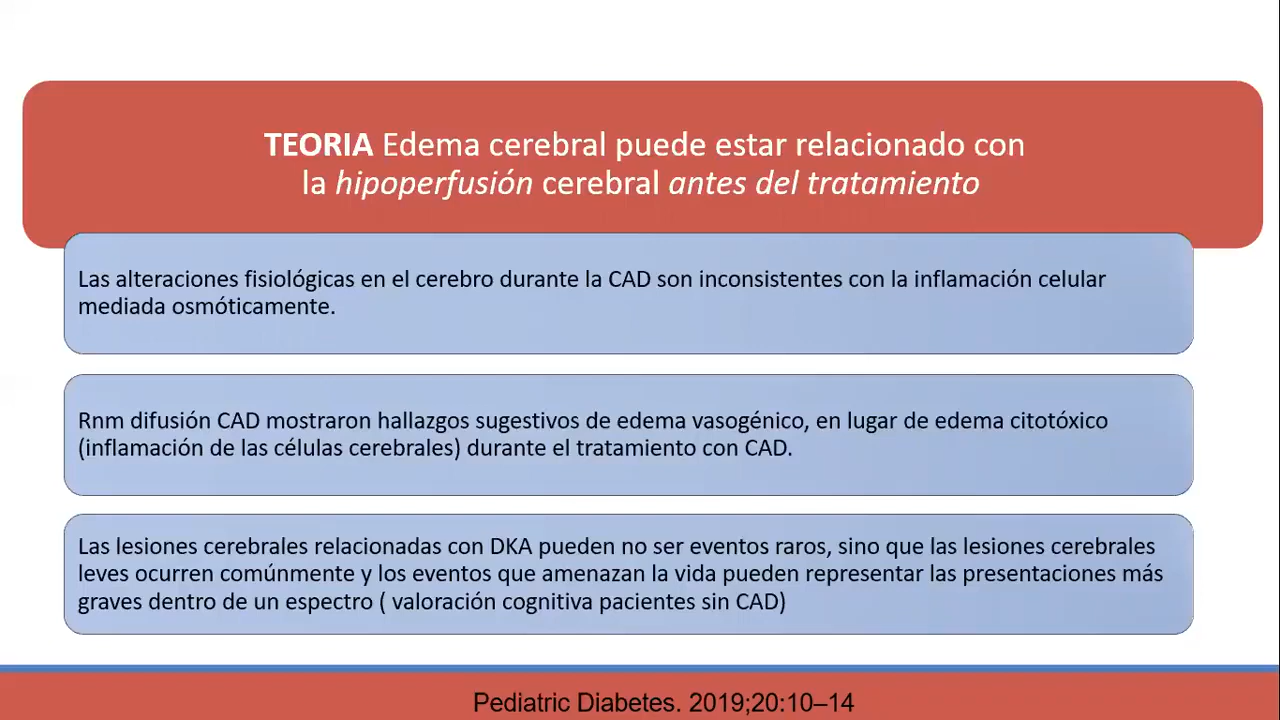 TEORIA Edema cerebral puede estar relacionado con
la hipoperfusión cerebral antes del tratamiento
Las alteraciones fisiológicas en el cerebro durante la CAD son inconsistentes con la inflamación celular
mediada osmóticamente.
Rnm difusión CAD mostraron hallazgos sugestivos de edema vasogénico, en lugar de edema citotóxico
(inflamación de las células cerebrales) durante el tratamiento con CAD.
Las lesiones cerebrales relacionadas con DKA pueden no ser eventos raros, sino que las lesiones cerebrales
leves ocurren comúnmente y los eventos que amenazan la vida pueden representar las presentaciones más
graves dentro de un espectro ( valoración cognitiva pacientes sin CAD)
Pediatric Diabetes. 2019;20:10–14